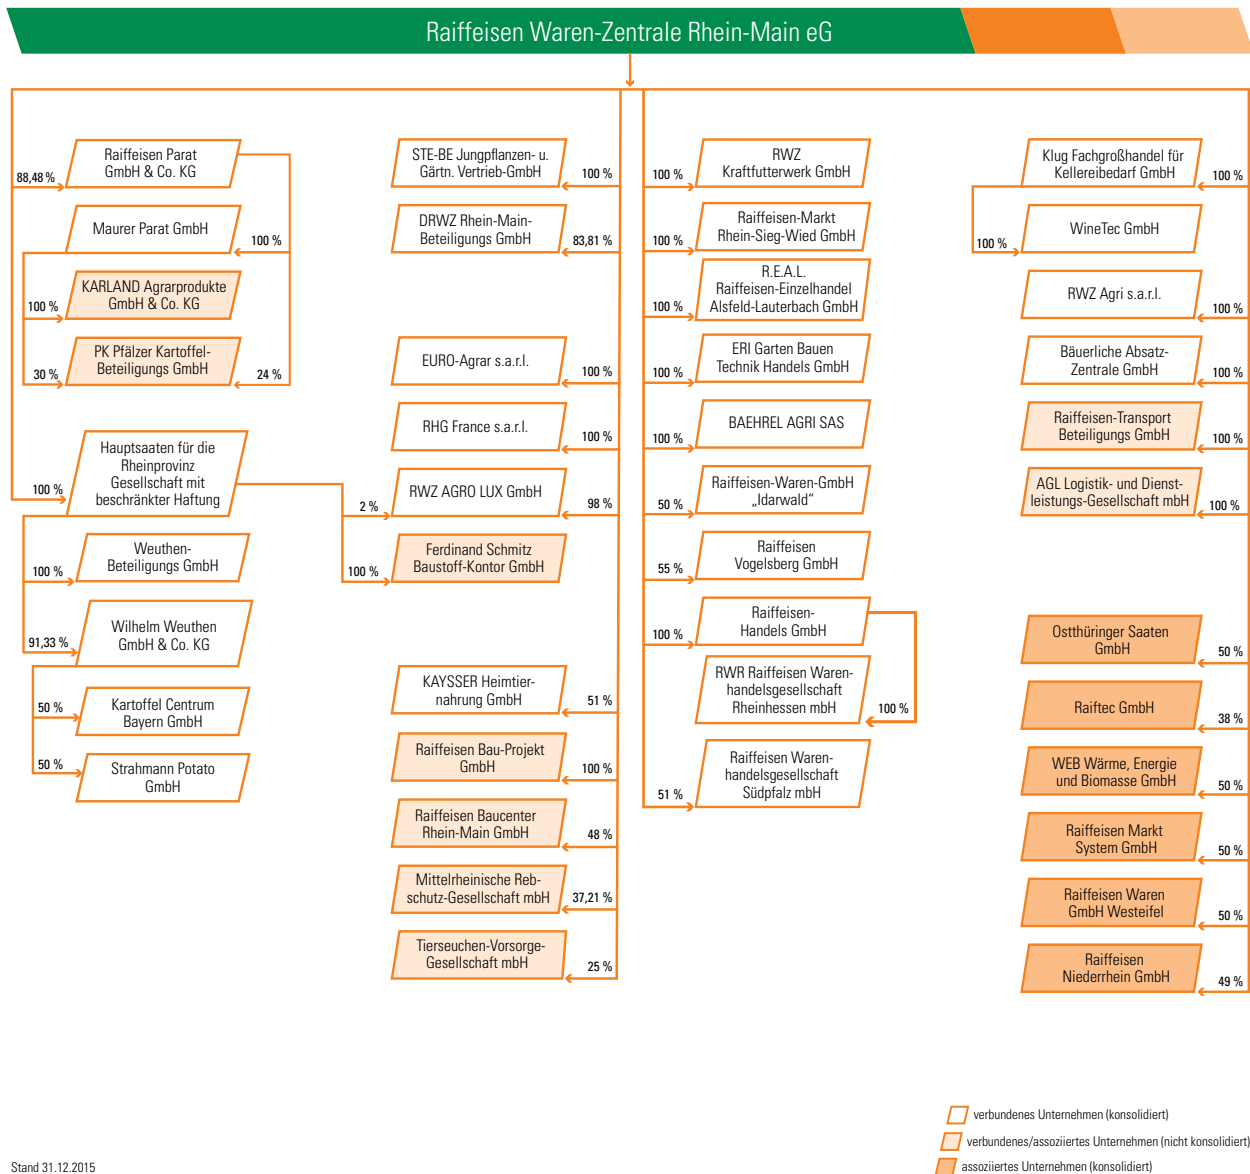 Raiffeisen Waren-Zentrale Rhein-Main eG
Raiffeisen Parat
GmbH & Co. KG
88,48 %
Maurer Parat GmbH
100 %
KARLAND Agrarprodukte
GmbH & Co. KG
100 %
PK Pfälzer Kartoffel-
Beteiligungs GmbH
30 %
24 %
Hauptsaaten für die
Rheinprovinz
Gesellschaft mit
beschränkter Haftung
100 %
Weuthen-
Beteiligungs GmbH
100 %
Wilhelm Weuthen
GmbH & Co. KG
91,33 %
Kartoffel Centrum
Bayern GmbH
50 %
Strahmann Potato
GmbH
50 %
STE-BE Jungpflanzen- u.
Gärtn. Vertrieb-GmbH
100 %
DRWZ Rhein-Main-
Beteiligungs GmbH
83,81 %
EURO-Agrar s.a.r.l.
100 %
RHG France s.a.r.l.
100 %
RWZ AGRO LUX GmbH
2 %
98 %
Ferdinand Schmitz
Baustoff-Kontor GmbH
100 %
KAYSSER Heimtier-
nahrung GmbH
51 %
Raiffeisen Bau-Projekt
GmbH
100 %
Raiffeisen Baucenter
Rhein-Main GmbH
48 %
Mittelrheinische Reb-
schutz-Gesellschaft mbH
37,21 %
Tierseuchen-Vorsorge-
Gesellschaft mbH
25 %
RWZ
Kraftfutterwerk GmbH
100 %
Raiffeisen-Markt
Rhein-Sieg-Wied GmbH
100 %
R.E.A.L.
Raiffeisen-Einzelhandel
Alsfeld-Lauterbach GmbH
100 %
ERI Garten Bauen
Technik Handels GmbH
100 %
BAEHREL AGRI SAS
100 %
Raiffeisen-Waren-GmbH
„Idarwald“
50 %
Raiffeisen
Vogelsberg GmbH
55 %
Raiffeisen-
Handels GmbH
100 %
RWR Raiffeisen Waren-
handelsgesellschaft
Rheinhessen mbH
100 %
Raiffeisen Waren-
handelsgesellschaft
Südpfalz mbH
51 %
Klug Fachgroßhandel für
Kellereibedarf GmbH
100 %
WineTec GmbH
100 %
RWZ Agri s.a.r.l.
100 %
Bäuerliche Absatz-
Zentrale GmbH
100 %
Raiffeisen-Transport
Beteiligungs GmbH
100 %
AGL Logistik- und Dienst-
leistungs-Gesellschaft mbH
100 %
Ostthüringer Saaten
GmbH
50 %
Raiftec GmbH
38 %
WEB Wärme, Energie
und Biomasse GmbH
50 %
Raiffeisen Markt
System GmbH
50 %
Raiffeisen Waren
GmbH Westeifel
50 %
Raiffeisen
Niederrhein GmbH
49 %
verbundenes Unternehmen (konsolidiert)
verbundenes/assoziiertes Unternehmen (nicht konsolidiert)
assoziiertes Unternehmen (konsolidiert)
Stand 31.12.2015